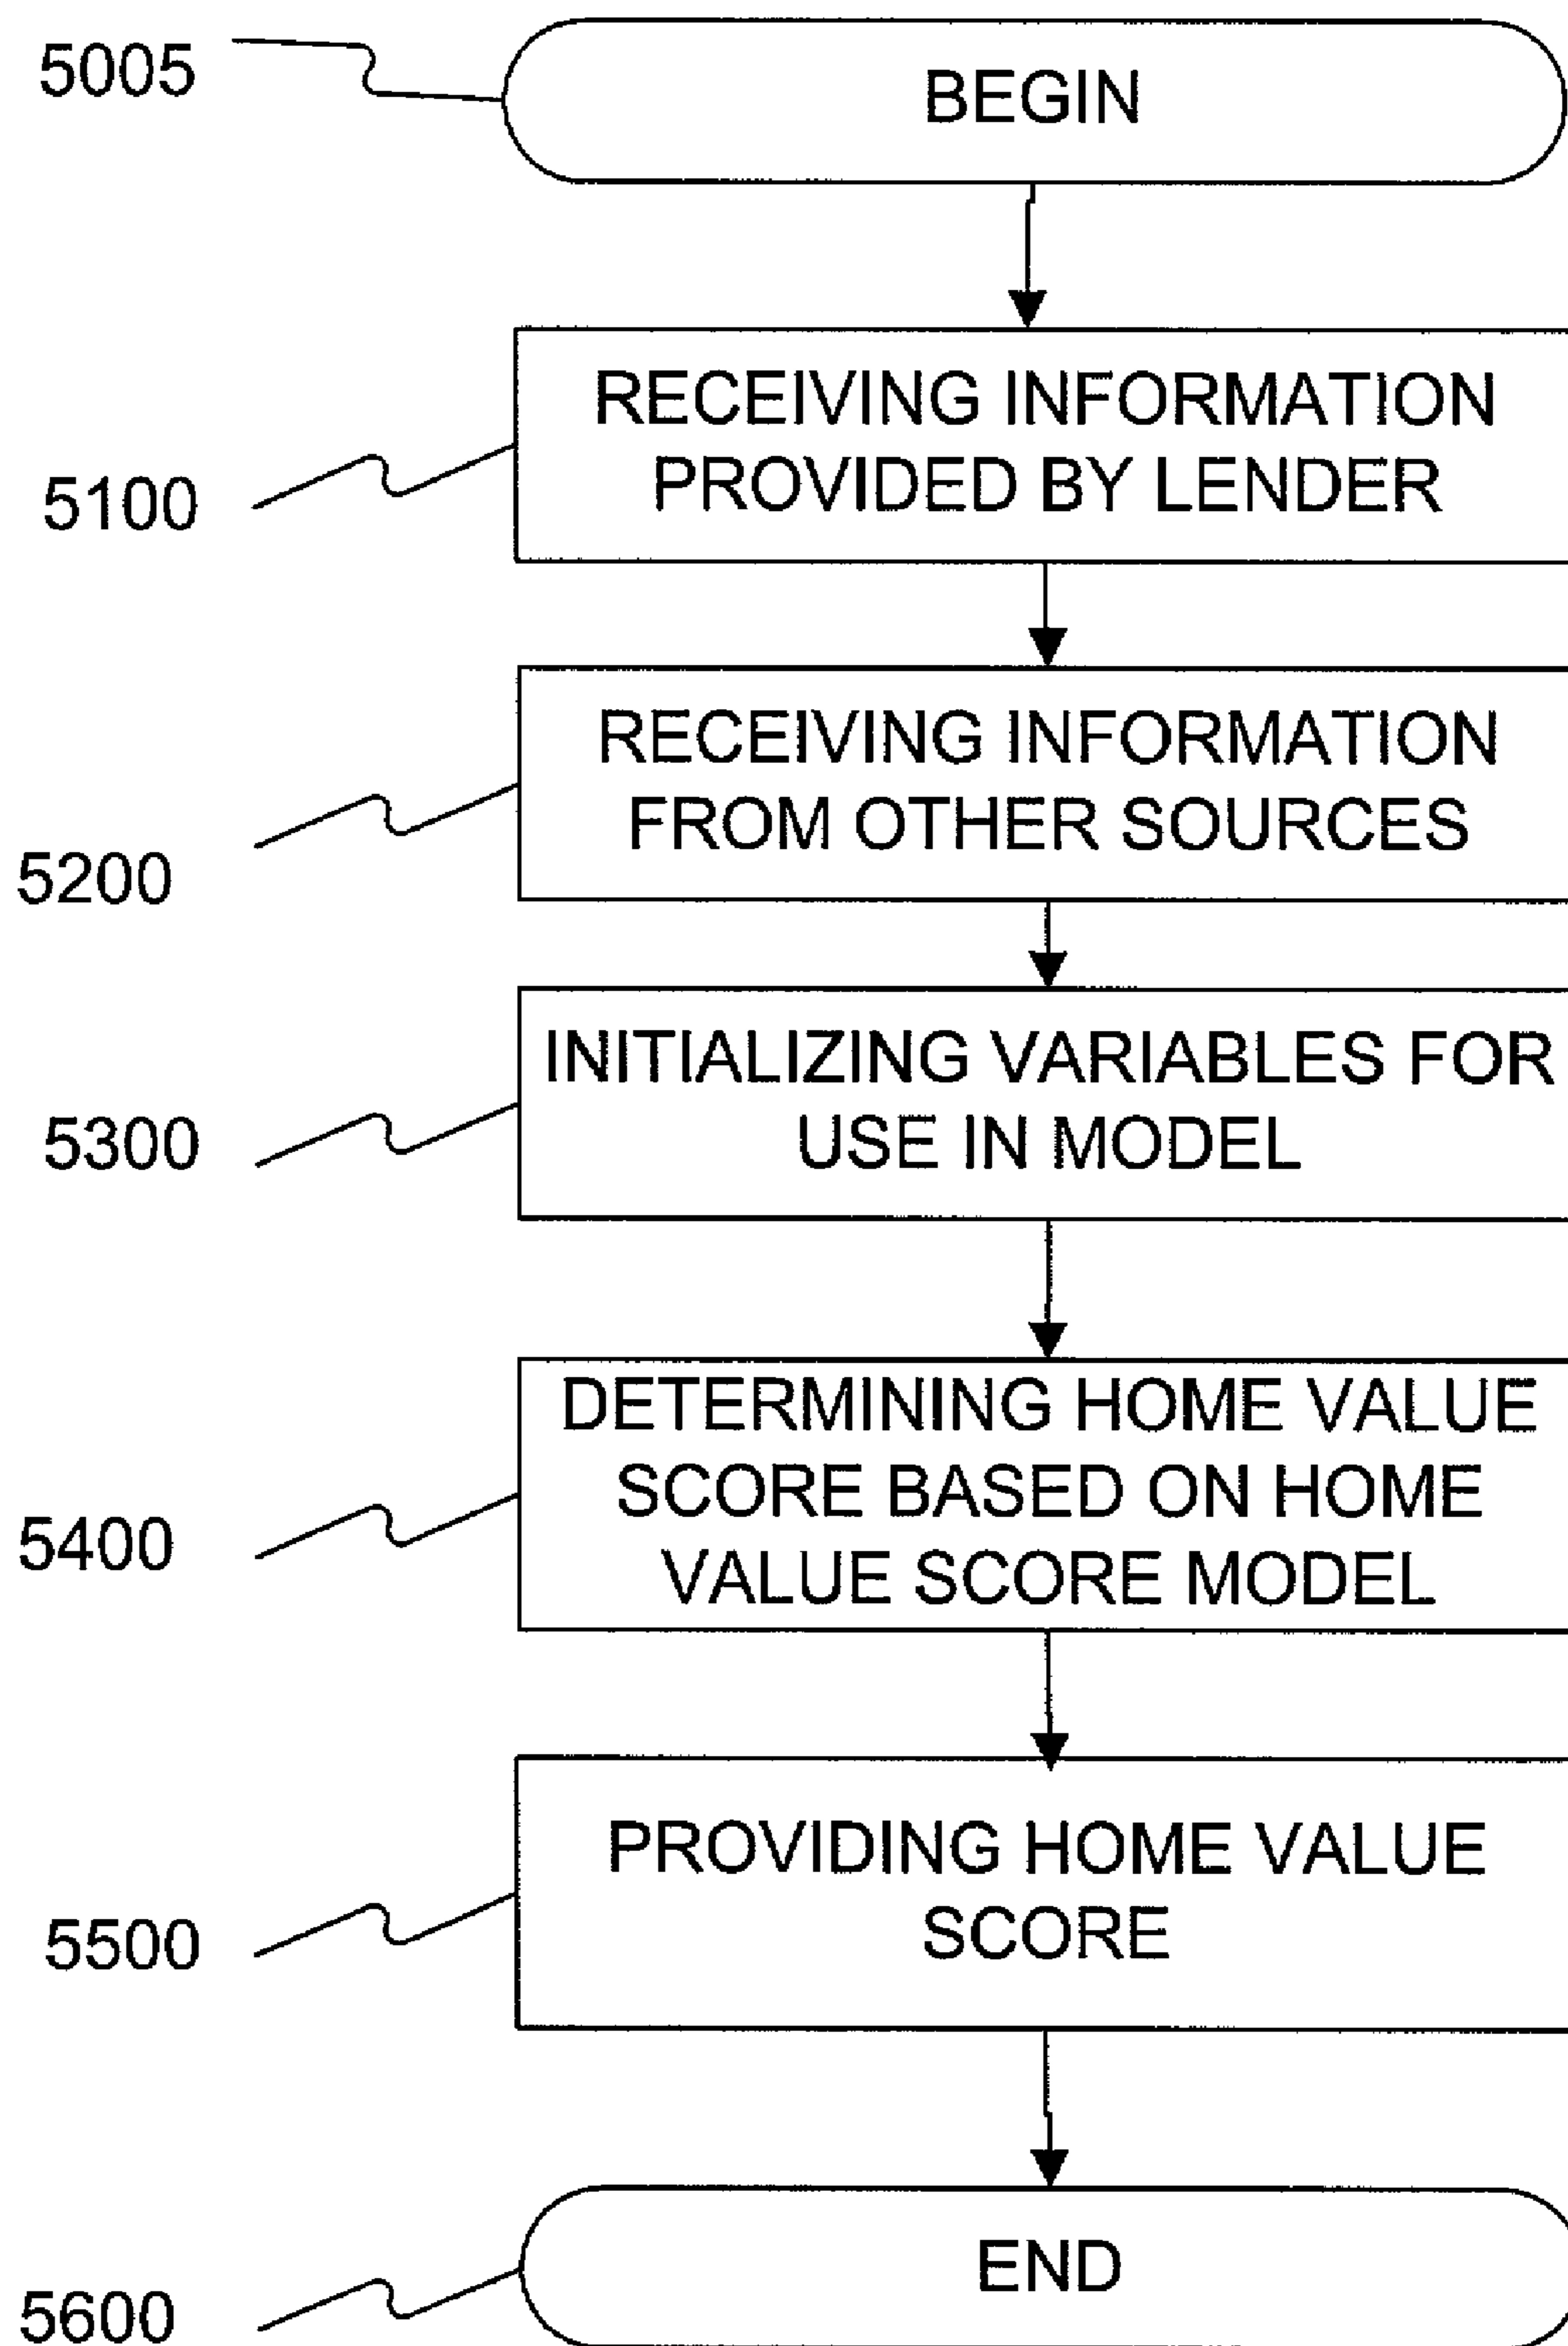 5005
BEGIN
RECEIVING INFORMATION
PROVIDED BY LENDER
5100
RECEIVING INFORMATION
FROM OTHER SOURCES
5200
INITIALIZING VARIABLES FOR
USE IN MODEL
5300
DETERMINING HOME VALUE
SCORE BASED ON HOME
VALUE SCORE MODEL
5400
PROVIDING HOME VALUE
SCORE
5500
END
5600